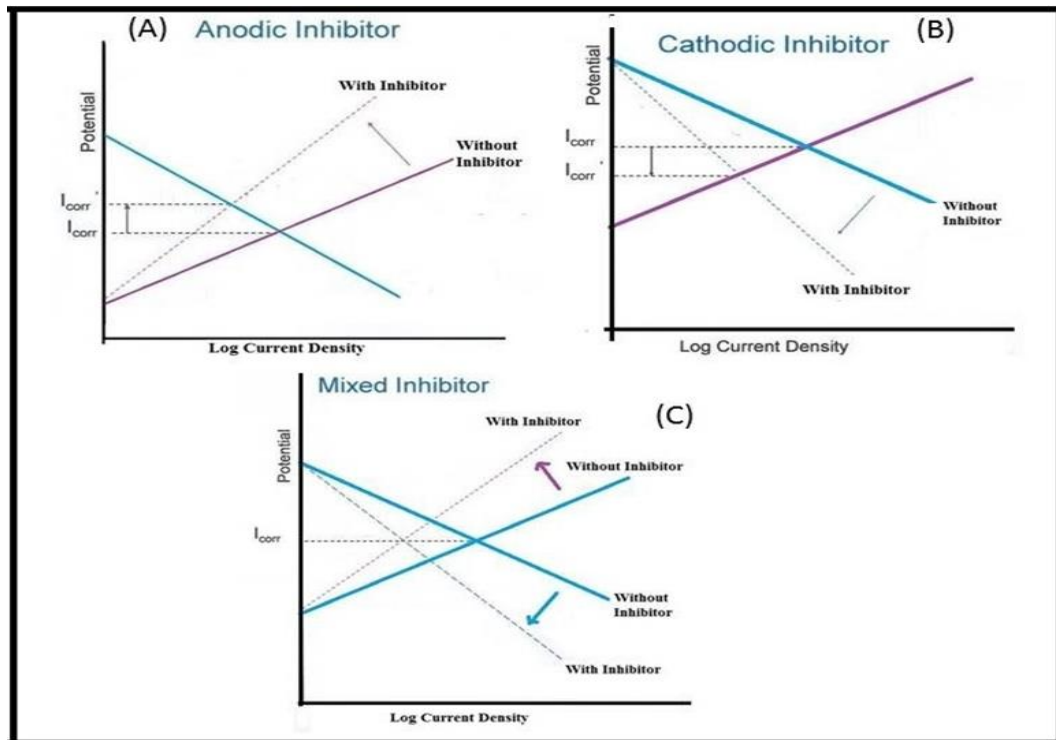 (A)
Anodic Inhibitor
Potential
With Inhibitor
Without
Inhibitor
Icorr'
Icorr
Log Current Density
(B)
Cathodic Inhibitor
Potential
Icorr
Icorr'
Without
Inhibitor
With Inhibitor
Log Current Density
Mixed Inhibitor
(C)
Potential
With Inhibitor
Without Inhibitor
Icorr
Without
Inhibitor
With Inhibitor
Log Current Density